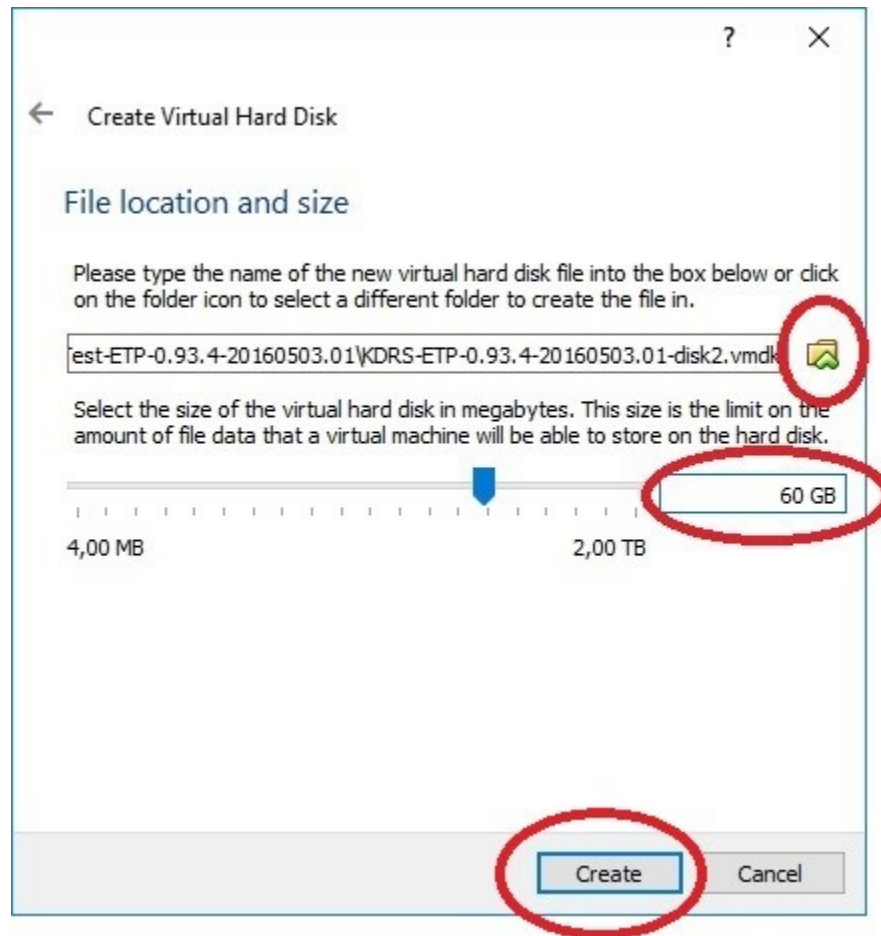 ?
Create Virtual Hard Disk
File location and size
Please type the name of the new virtual hard disk file into the box below or click
on the folder icon to select a different folder to create the file in.
est-ETP-0.93.4-20160503.01\KDRS-ETP-0.93.4-20160503.01-disk2.vmdk
Select the size of the virtual hard disk in megabytes. This size is the limit on the
amount of file data that a virtual machine will be able to store on the hard disk.
60 GB
4,00 MB 2,00 TB
Create Cancel